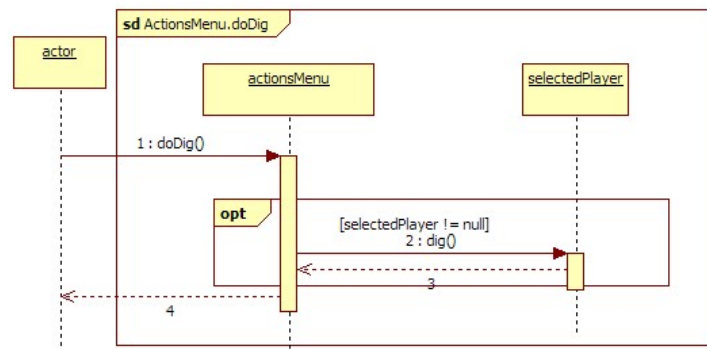 sd ActionsMenu.doDig
actor
actionsMenu
selectedPlayer
1 : doDig()
opt
[selectedPlayer != null]
2 : dig()
3
4